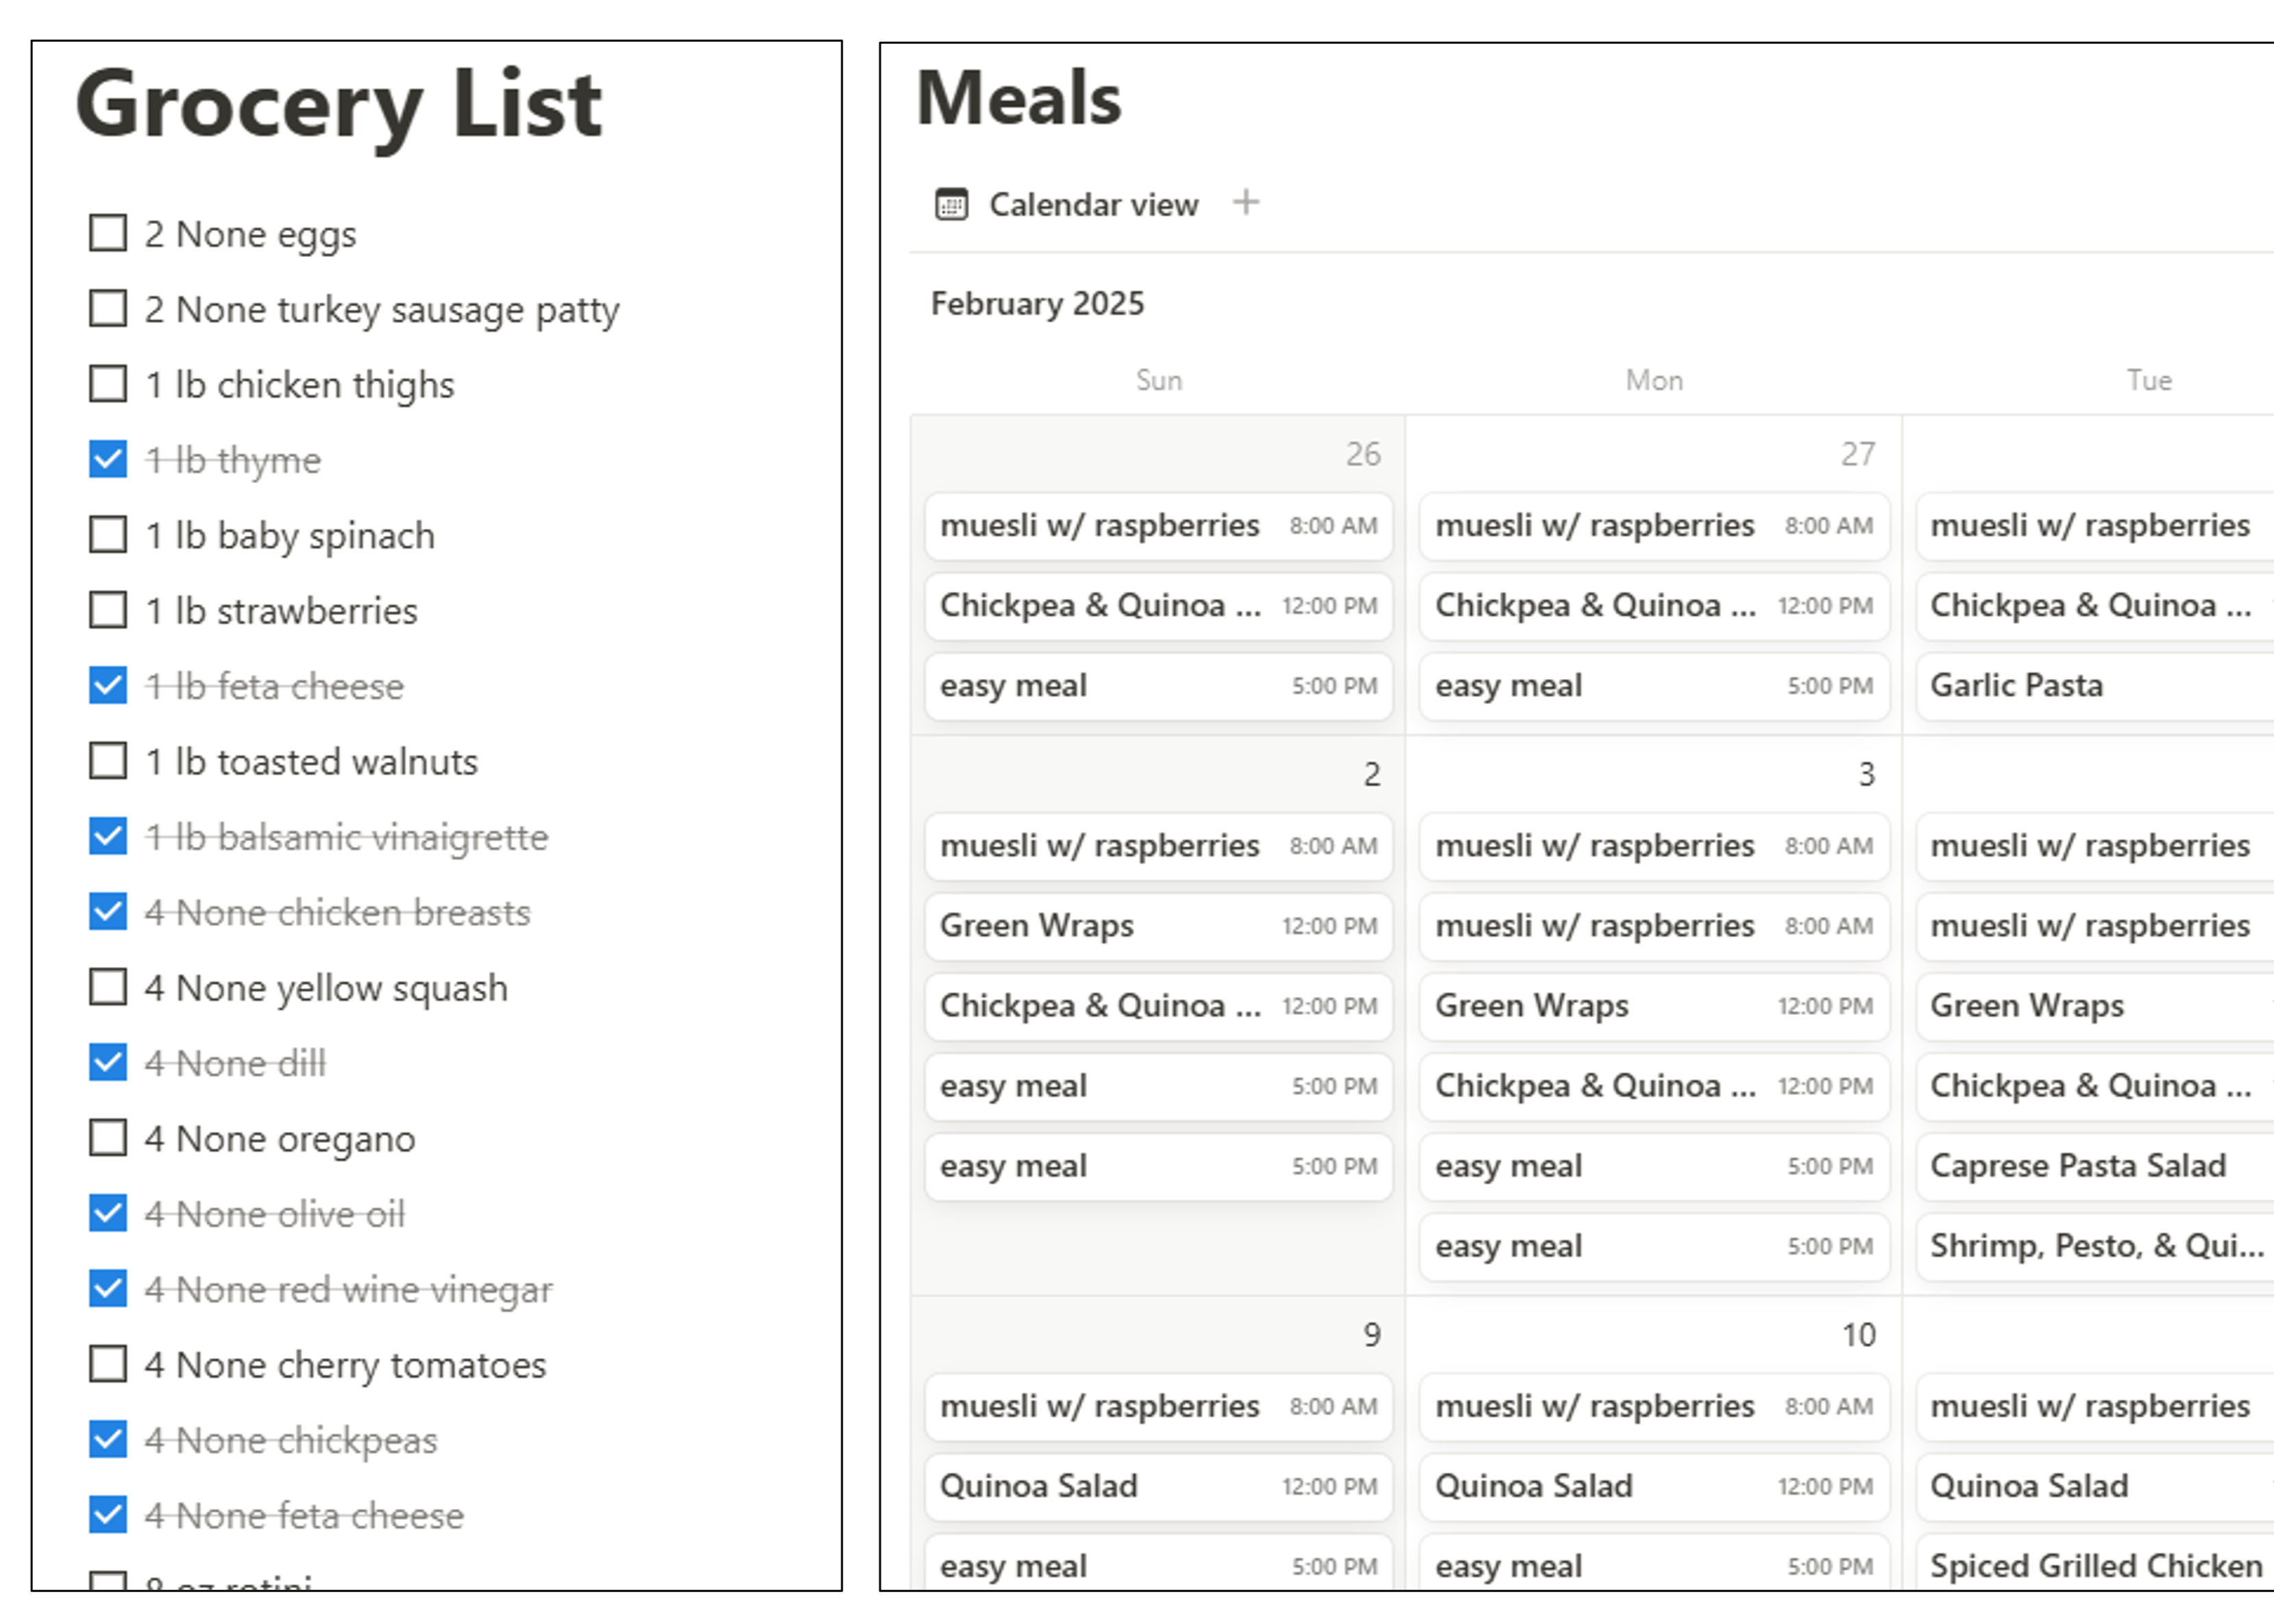 Grocery List
2 None eggs
2 None turkey sausage patty
1 lb chicken thighs
1 lb thyme
1 lb baby spinach
1 lb strawberries
1 lb feta cheese
1 lb toasted walnuts
1 lb balsamic vinaigrette
4 None chicken breasts
4 None yellow squash
4 None dill
4 None oregano
4 None olive oil
4 None red wine vinegar
4 None cherry tomatoes
4 None chickpeas
4 None feta cheese
8 oz rotini
Meals
Calendar view +
February 2025
Sun Mon Tue
26 27
muesli w/ raspberries 8:00 AM muesli w/ raspberries 8:00 AM muesli w/ raspberries
Chickpea & Quinoa ... 12:00 PM Chickpea & Quinoa ... 12:00 PM Chickpea & Quinoa ...
easy meal 5:00 PM easy meal 5:00 PM Garlic Pasta
2 3
muesli w/ raspberries 8:00 AM muesli w/ raspberries 8:00 AM muesli w/ raspberries
Green Wraps 12:00 PM muesli w/ raspberries 8:00 AM muesli w/ raspberries
Chickpea & Quinoa ... 12:00 PM Green Wraps 12:00 PM Green Wraps
easy meal 5:00 PM Chickpea & Quinoa ... 12:00 PM Chickpea & Quinoa ...
easy meal 5:00 PM easy meal 5:00 PM Caprese Pasta Salad
easy meal 5:00 PM Shrimp, Pesto, & Qui...
9 10
muesli w/ raspberries 8:00 AM muesli w/ raspberries 8:00 AM muesli w/ raspberries
Quinoa Salad 12:00 PM Quinoa Salad 12:00 PM Quinoa Salad
easy meal 5:00 PM easy meal 5:00 PM Spiced Grilled Chicken